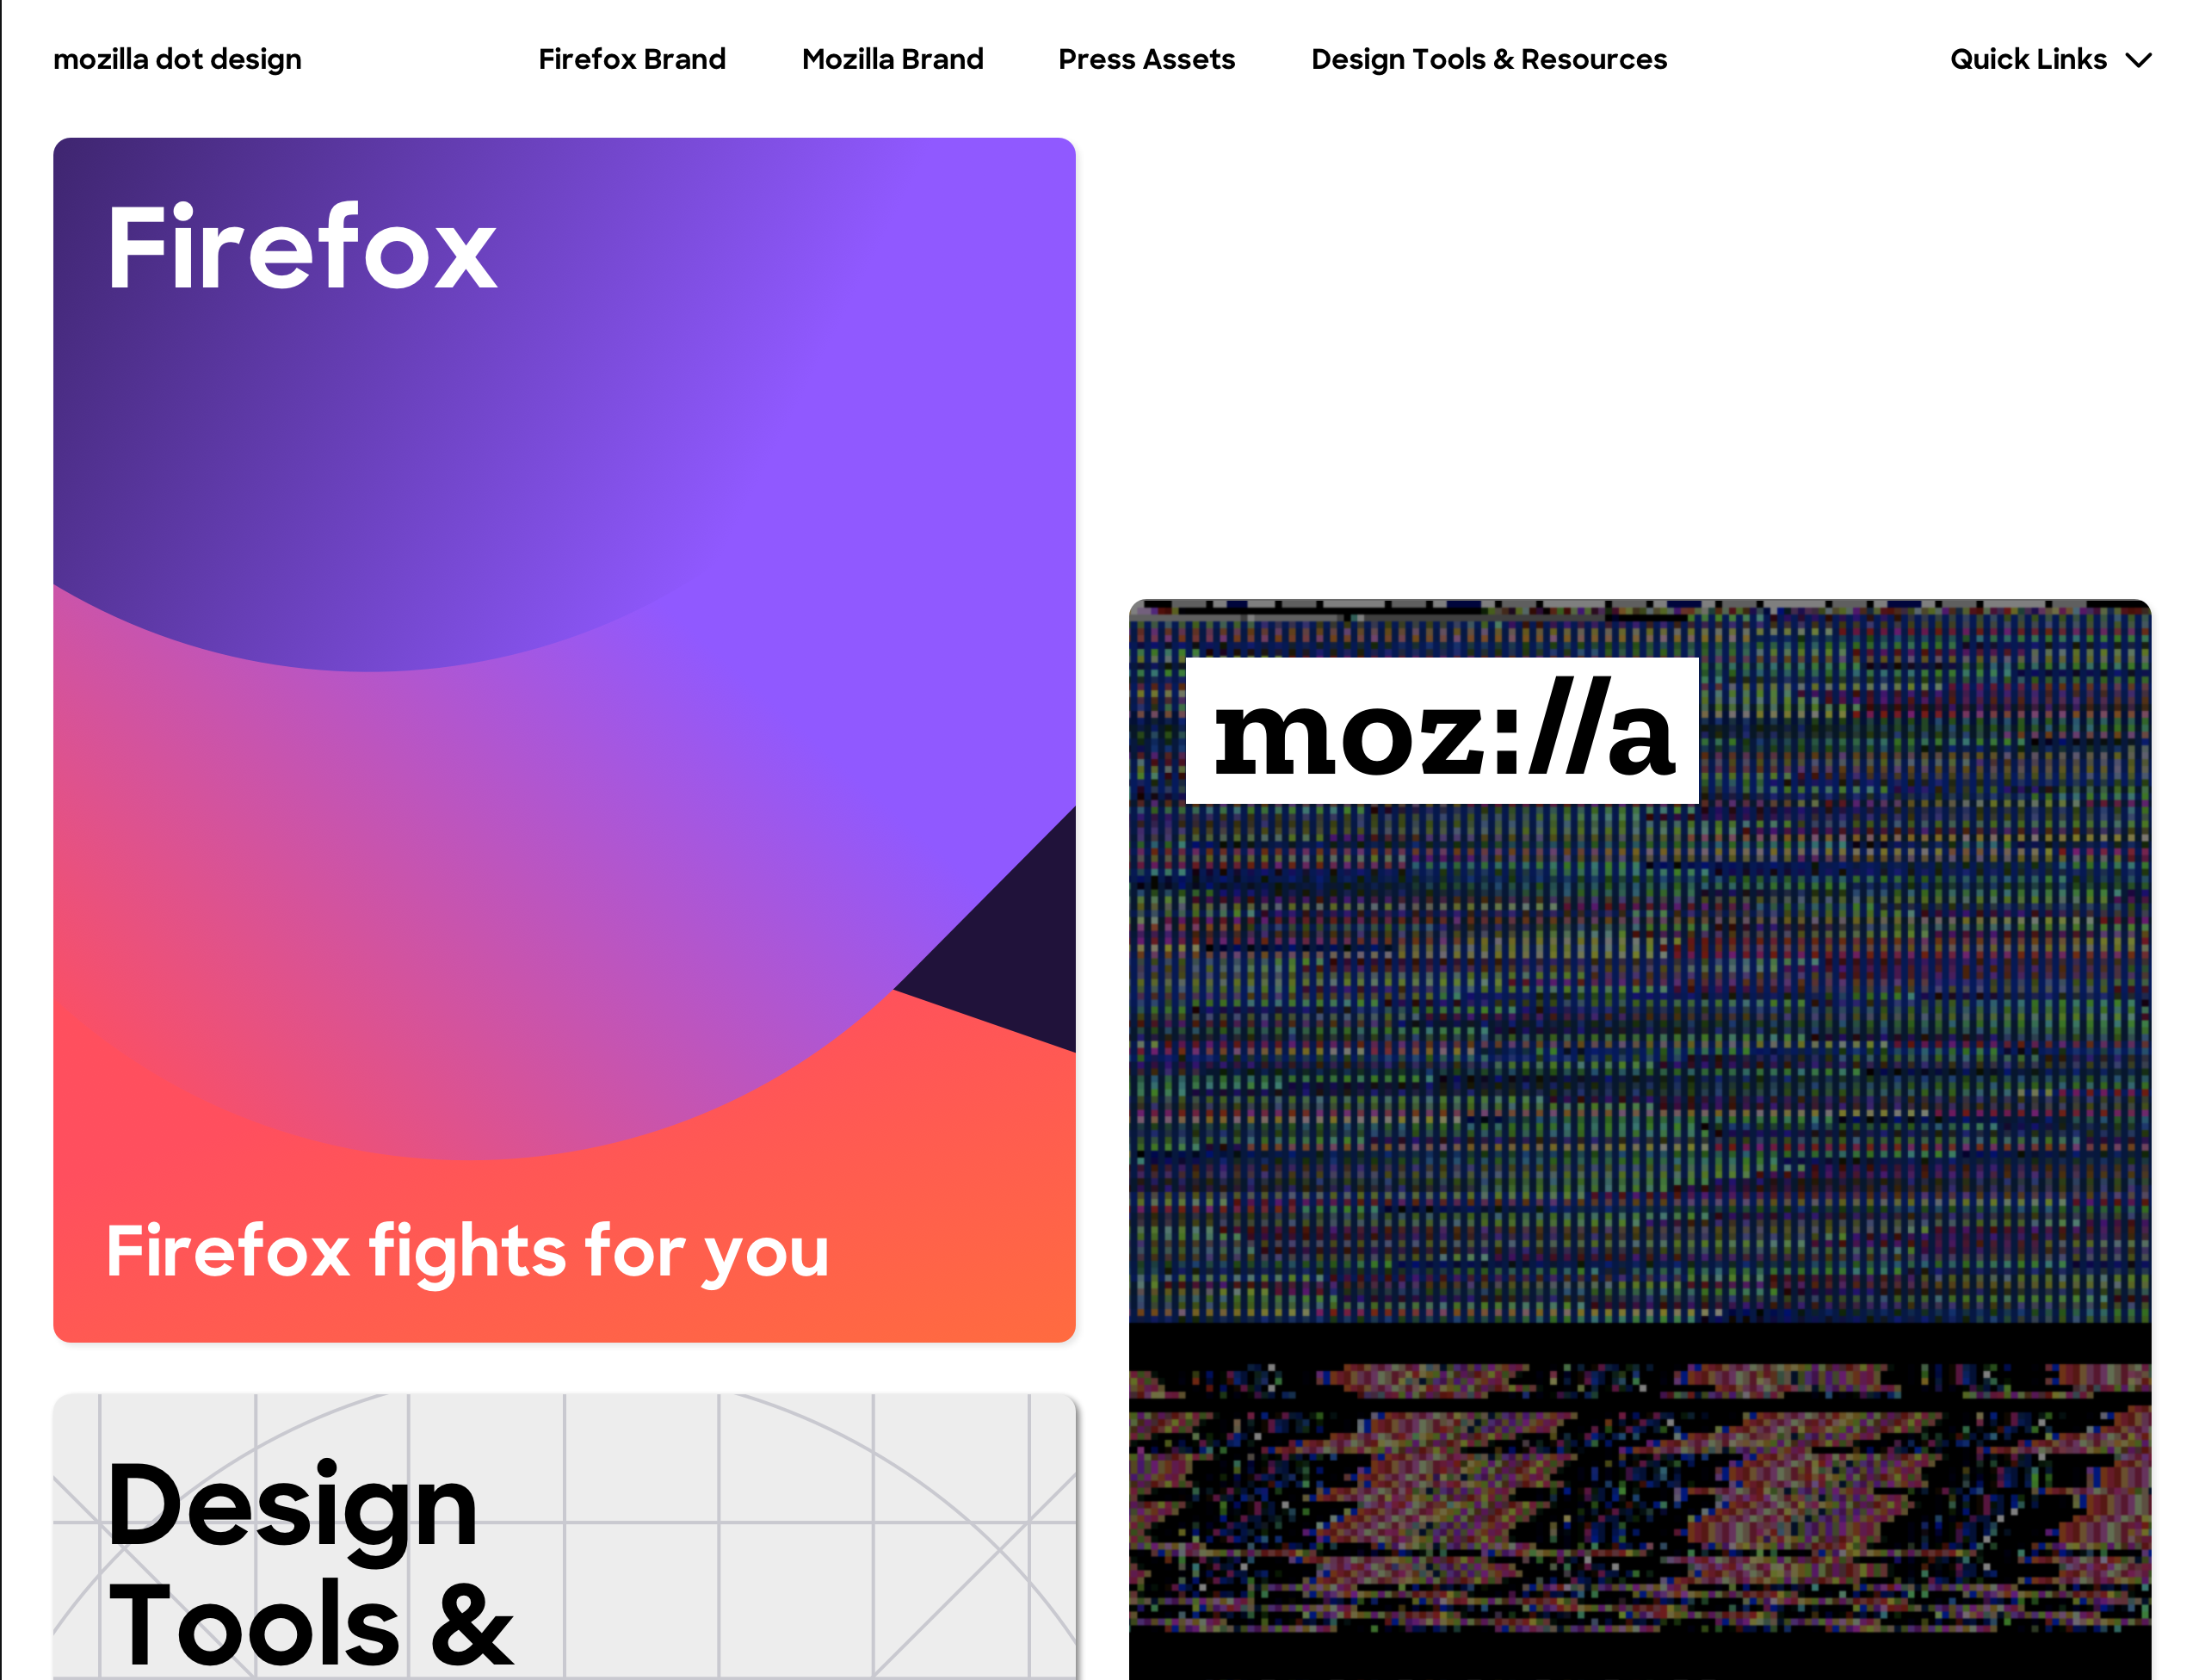 mozilla dot design
Firefox Brand
Mozilla Brand
Press Assets
Design Tools & Resources
Quick Links
Firefox
moz://a
Firefox fights for you
Design
Tools &